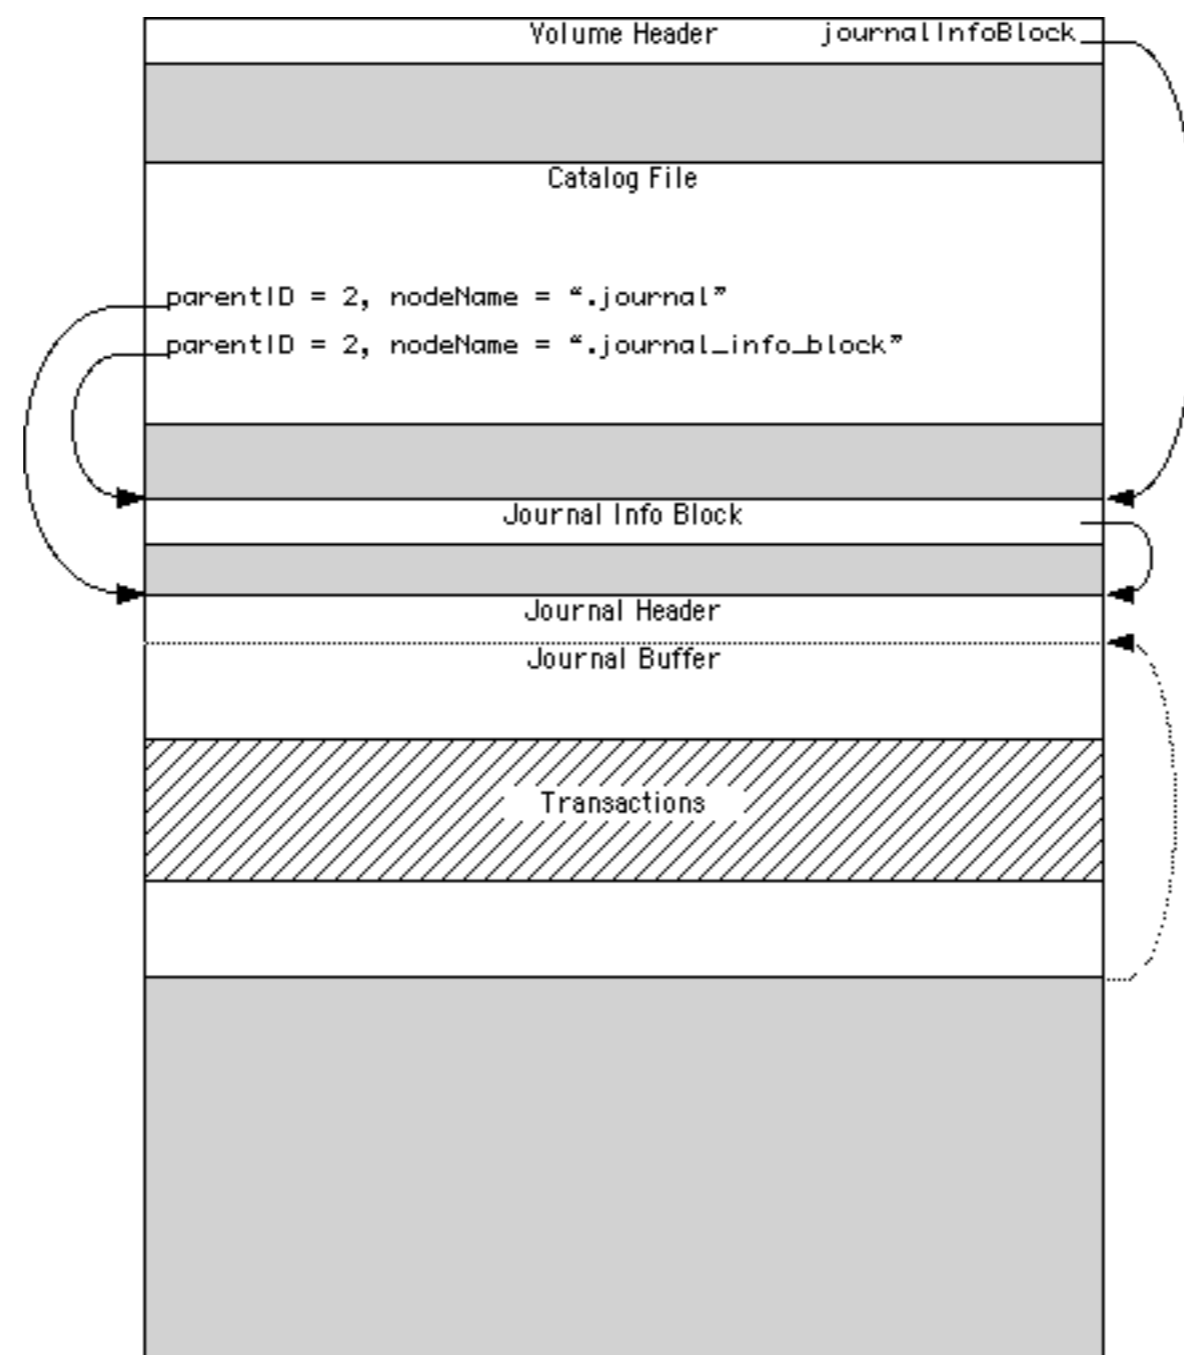 Volume Header journalInfoBlock
Catalog File
parentID = 2, nodeName = “.journal”
parentID = 2, nodeName = “.journal_info_block”
Journal Info Block
Journal Header
Journal Buffer
Transactions